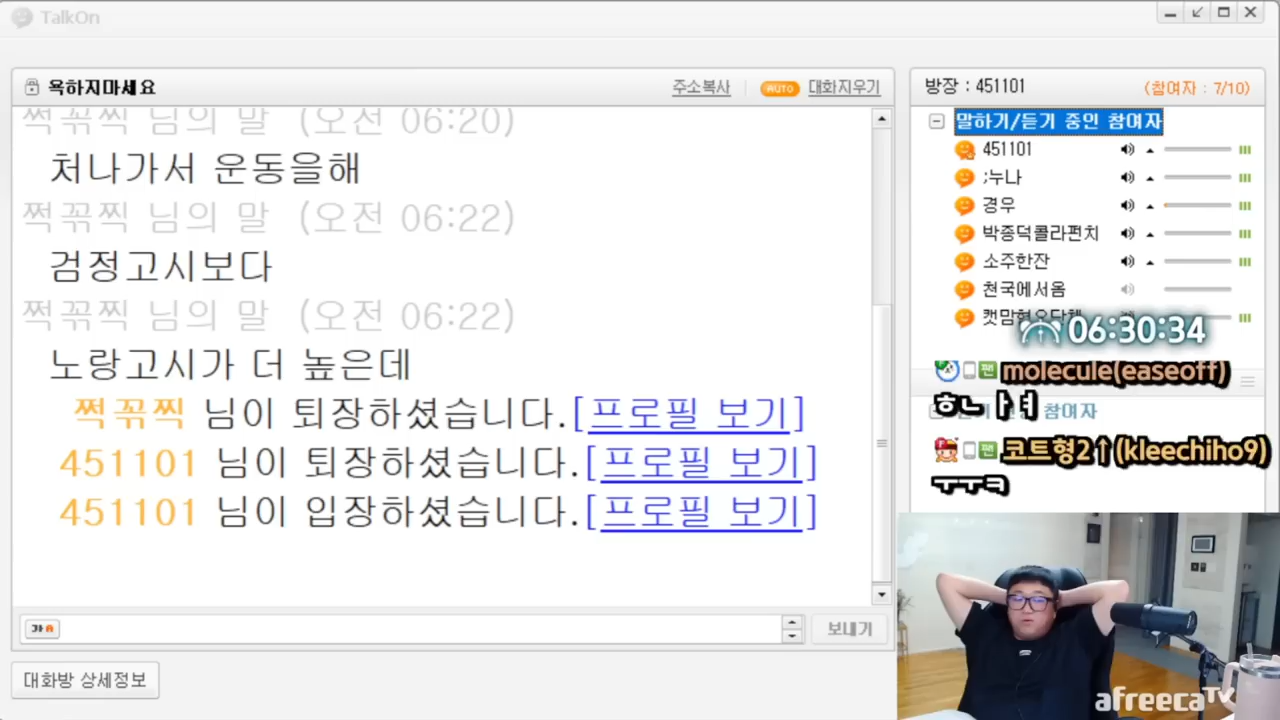 TalkOn
욕하지마세요
주소복사
AUTO
대화지우기
쩍꺾찍 님의 말 (오전 06:20)
처나가서 운동을해
쩍꺾찍 님의 말 (오전 06:22)
검정고시보다
쩍꺾찍 님의 말 (오전 06:22)
노랑고시가 더 높은데
쩍꺾찍 님이 퇴장하셨습니다.[프로필 보기]
451101 님이 퇴장하셨습니다.[프로필 보기]
451101 님이 입장하셨습니다.[프로필 보기]
가
보내기
대화방 상세정보
방장 : 451101
(참여자 : 7/10)
말하기/듣기 중인 참여자
451101
;누나
경우
박종덕콜라펀치
소주한잔
천국에서옴
06:30:34
팬 molecule(easeoff)
참여자
팬 코트형2↑(kleechiho9)
ㅜㅜㅋ
afreecaTV